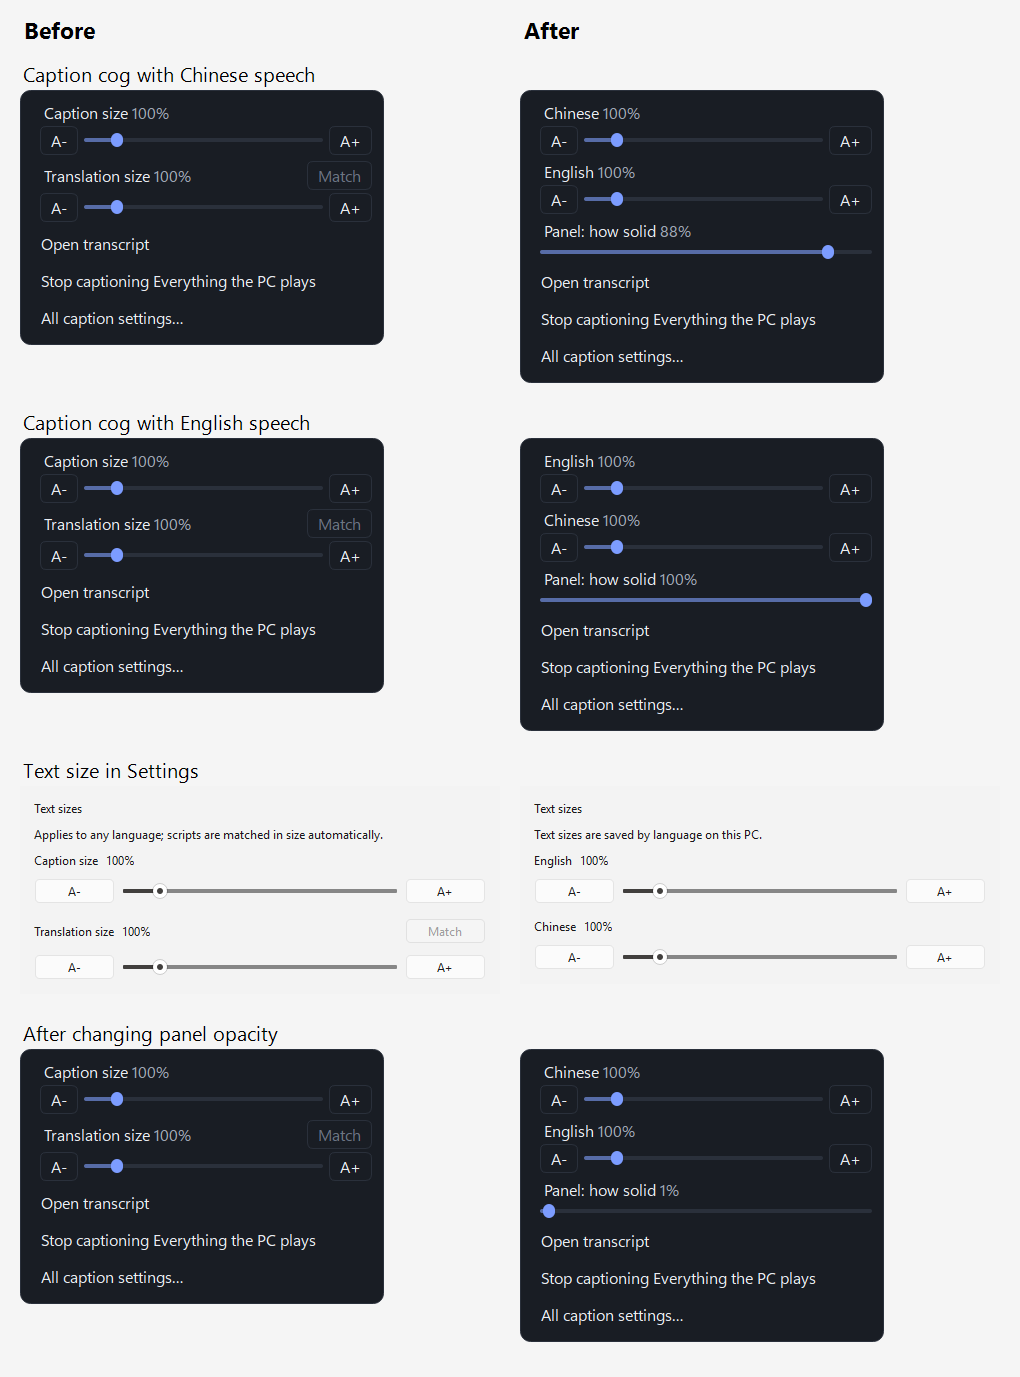 Before
After
Caption cog with Chinese speech
Caption size 100%
A-
A+
Translation size 100%
Match
A-
A+
Open transcript
Stop captioning Everything the PC plays
All caption settings...
Chinese 100%
A-
A+
English 100%
A-
A+
Panel: how solid 88%
Open transcript
Stop captioning Everything the PC plays
All caption settings...
Caption cog with English speech
Caption size 100%
A-
A+
Translation size 100%
Match
A-
A+
Open transcript
Stop captioning Everything the PC plays
All caption settings...
English 100%
A-
A+
Chinese 100%
A-
A+
Panel: how solid 100%
Open transcript
Stop captioning Everything the PC plays
All caption settings...
Text size in Settings
Text sizes
Applies to any language; scripts are matched in size automatically.
Caption size 100%
A-
A+
Translation size 100%
Match
A-
A+
Text sizes
Text sizes are saved by language on this PC.
English 100%
A-
A+
Chinese 100%
A-
A+
After changing panel opacity
Caption size 100%
A-
A+
Translation size 100%
Match
A-
A+
Open transcript
Stop captioning Everything the PC plays
All caption settings...
Chinese 100%
A-
A+
English 100%
A-
A+
Panel: how solid 1%
Open transcript
Stop captioning Everything the PC plays
All caption settings...